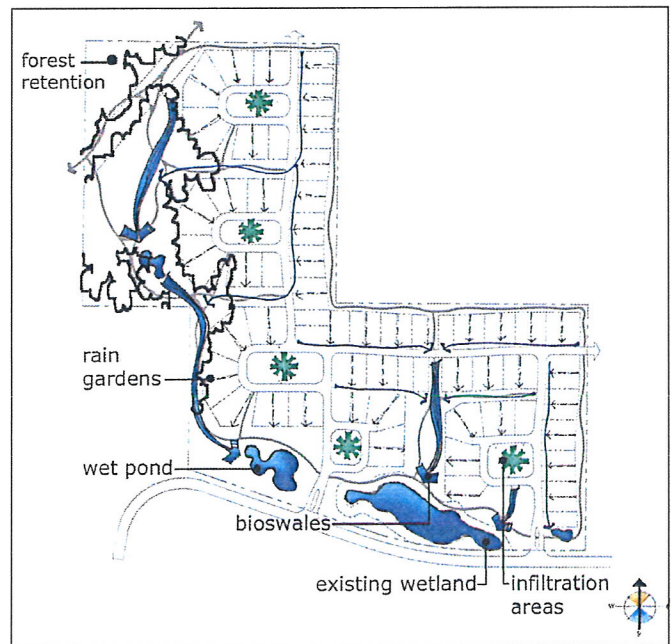 forest
retention
rain
gardens
wet pond
bioswales
existing wetland
infiltration
areas
W
S